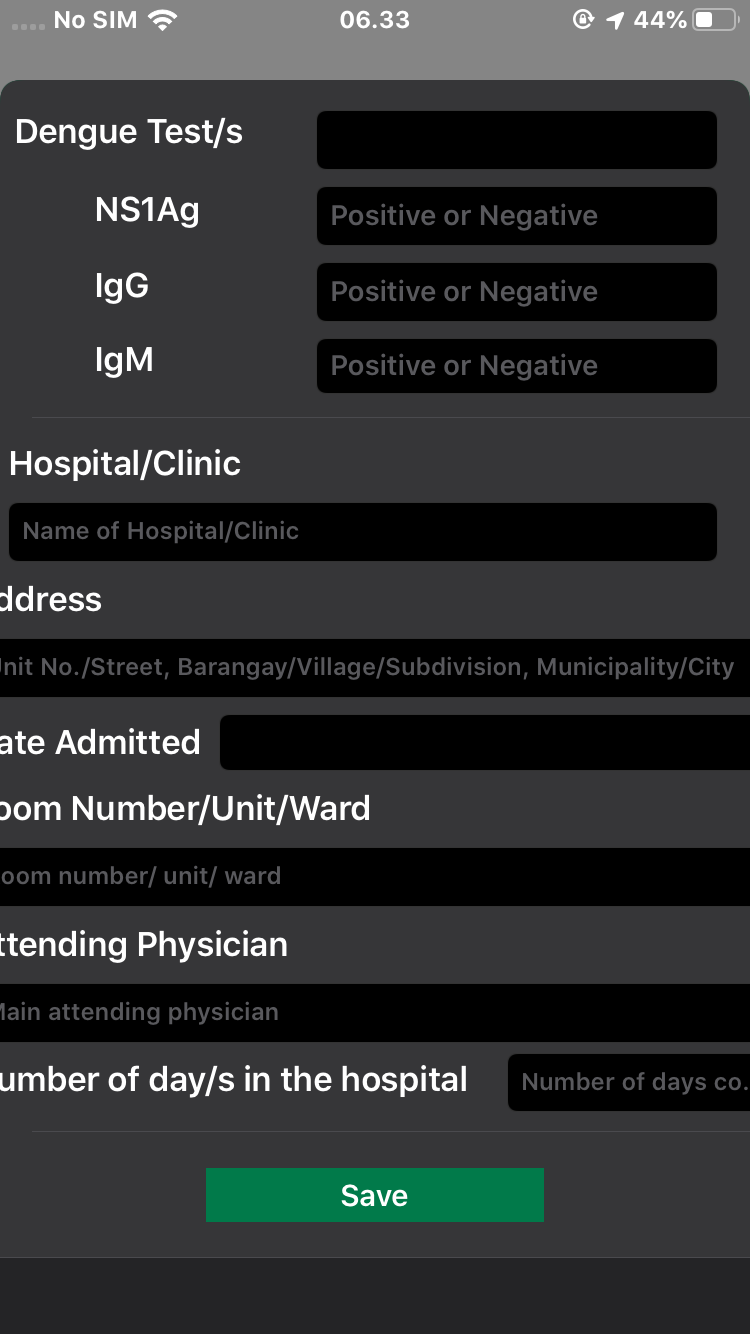 No SIM 06.33 44%
Dengue Test/s
NS1Ag Positive or Negative
IgG Positive or Negative
IgM Positive or Negative
Hospital/Clinic
Name of Hospital/Clinic
ddress
nit No./Street, Barangay/Village/Subdivision, Municipality/City
ate Admitted
oom Number/Unit/Ward
oom number/ unit/ ward
ttending Physician
Main attending physician
umber of day/s in the hospital Number of days co.
Save